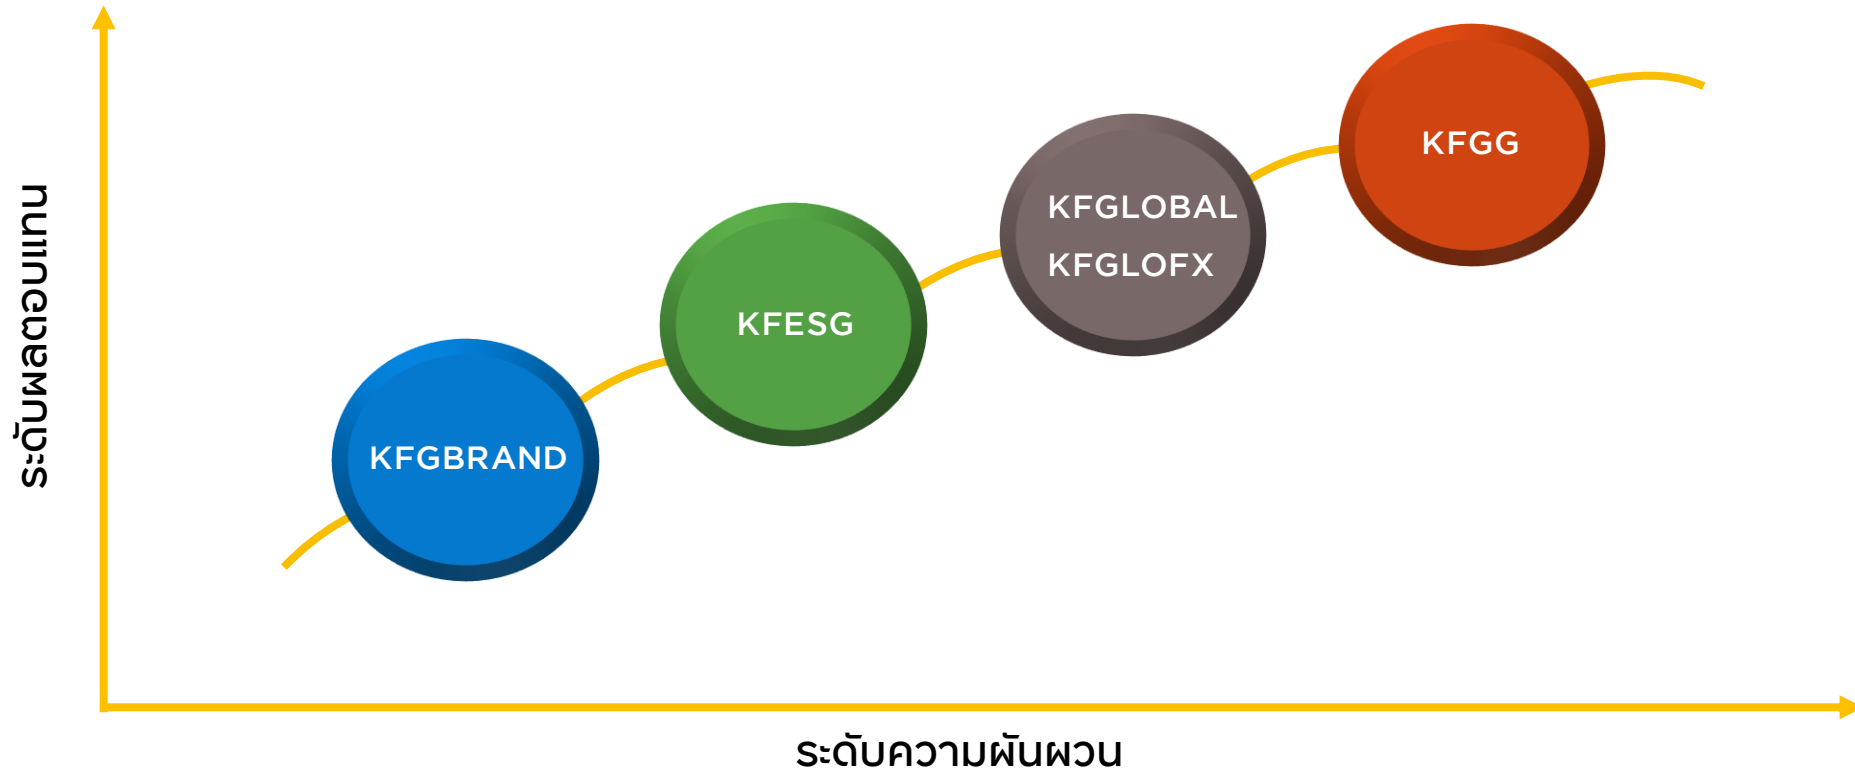 ระดับผลตอบแทน
KFGG
KFGLOBAL
KFGLOFX
KFESG
KFGBRAND
ระดับความผันผวน